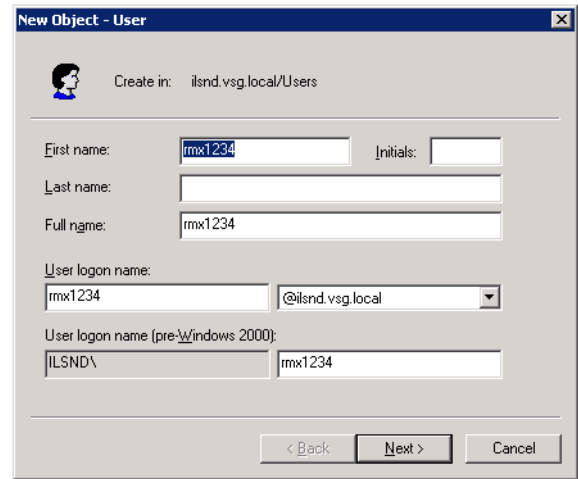 New Object - User
Create in: ilsnd.vsg.local/Users
First name: rmx1234 Initials:
Last name:
Full name: rmx1234
User logon name:
rmx1234 @ilsnd.vsg.local
User logon name (pre-Windows 2000):
ILSND\ rmx1234
< Back Next > Cancel